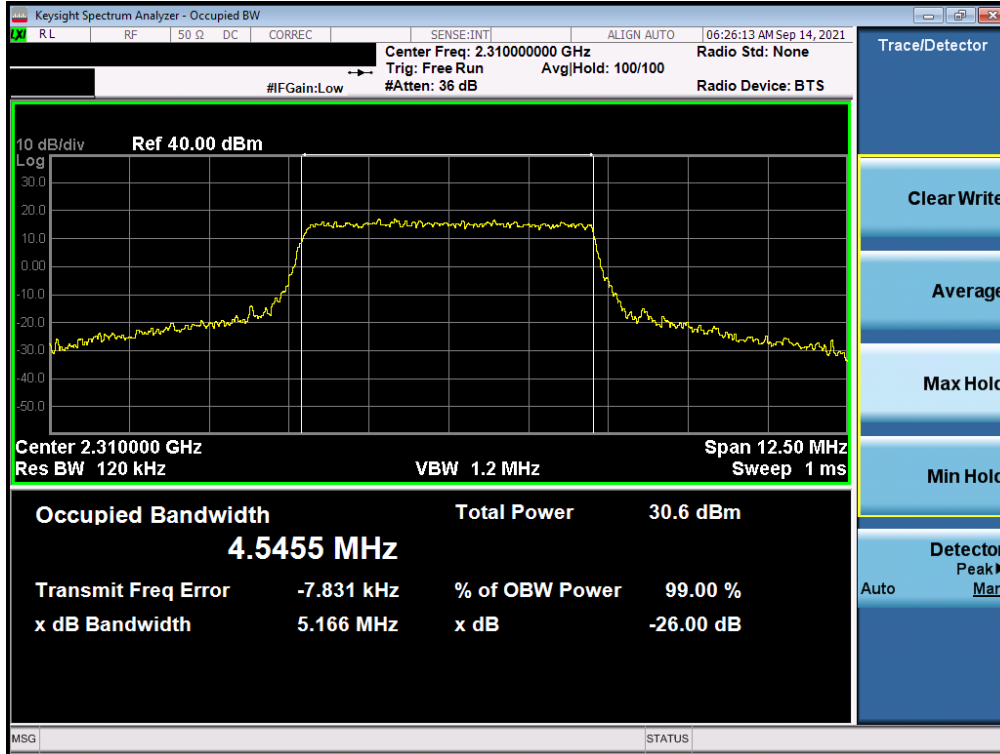 Keysight Spectrum Analyzer - Occupied BW
LXI RL RF 50 Ω DC CORREC SENSE:INT ALIGN AUTO 06:26:13 AM Sep 14, 2021
Center Freq: 2.310000000 GHz Radio Std: None
Trig: Free Run Avg|Hold: 100/100
#IFGain:Low #Atten: 36 dB Radio Device: BTS
10 dB/div Ref 40.00 dBm
Log
30.0
20.0
10.0
0.00
-10.0
-20.0
-30.0
-40.0
-50.0
Center 2.310000 GHz Span 12.50 MHz
Res BW 120 kHz VBW 1.2 MHz Sweep 1 ms
Occupied Bandwidth Total Power 30.6 dBm
4.5455 MHz
Transmit Freq Error -7.831 kHz % of OBW Power 99.00 %
x dB Bandwidth 5.166 MHz x dB -26.00 dB
MSG STATUS
Trace/Detector
Clear Write
Average
Max Hold
Min Hold
Detector
Peak▶
Auto Man